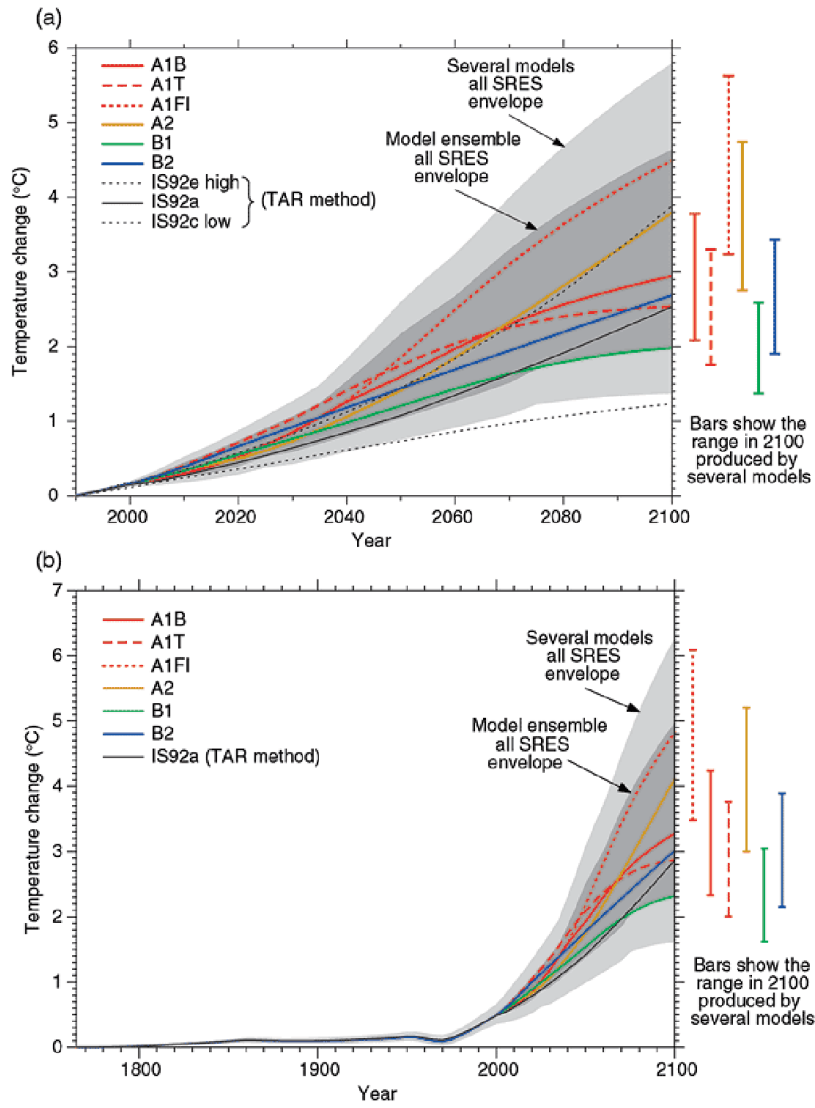 (a)
6
5
4
3
2
1
0
Temperature change (°C)
A1B
A1T
A1FI
A2
B1
B2
IS92e high
IS92a
IS92c low
(TAR method)
Several models
all SRES
envelope
Model ensemble
all SRES
envelope
2000
2020
2040
2060
2080
2100
Year
Bars show the
range in 2100
produced by
several models
(b)
7
6
5
4
3
2
1
0
Temperature change (°C)
A1B
A1T
A1FI
A2
B1
B2
IS92a (TAR method)
Several models
all SRES
envelope
Model ensemble
all SRES
envelope
1800
1900
2000
2100
Year
Bars show the
range in 2100
produced by
several models